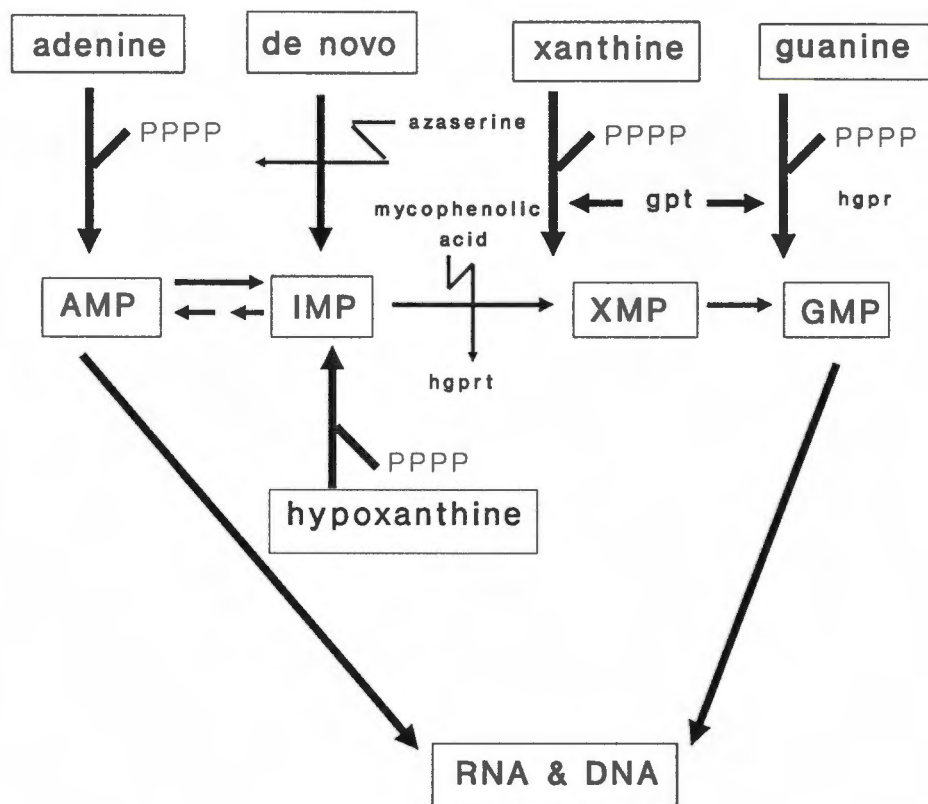 adenine
de novo
xanthine
guanine
PPPP
azaserine
PPPP
PPPP
mycophenolic
acid
gpt
hgpr
AMP
IMP
XMP
GMP
hgprt
PPPP
hypoxanthine
RNA & DNA